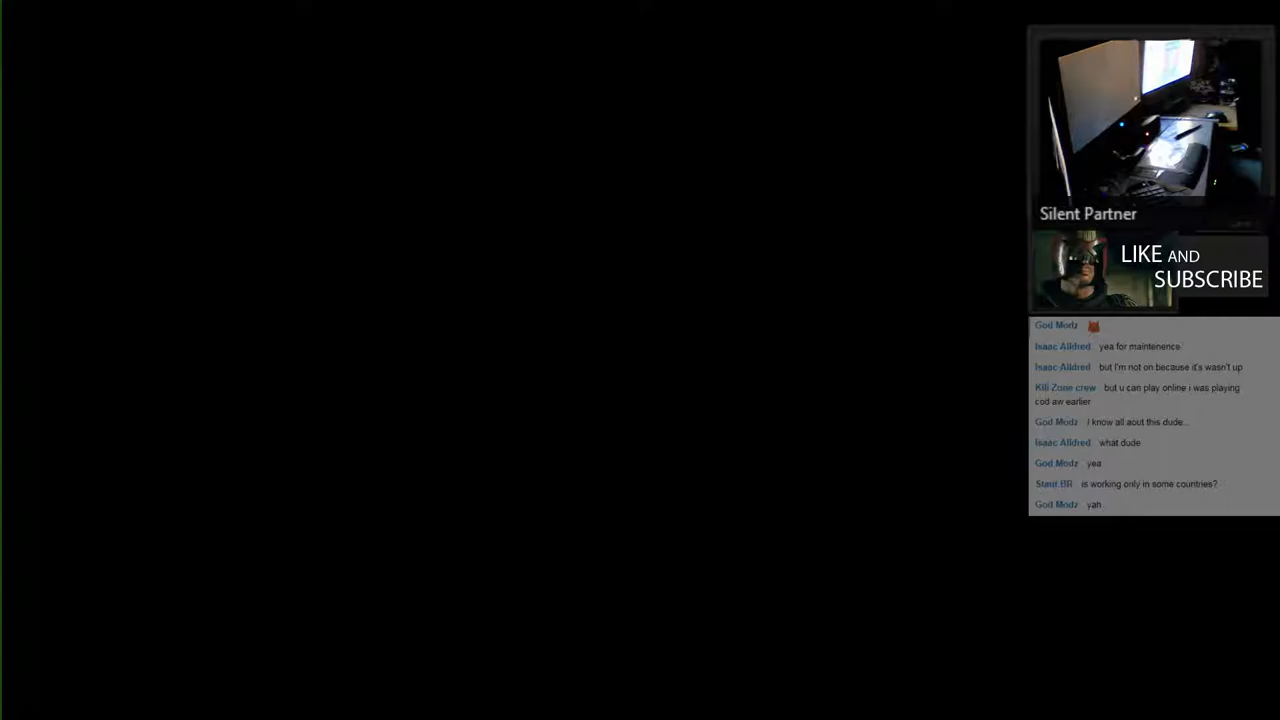 Silent Partner
LIKE AND
SUBSCRIBE
God Modz
Isaac Alldred yea for maintenence
Isaac Alldred but I'm not on because it's wasn't up
Kill Zone crew but u can play online i was playing
cod aw earlier
God Modz I know all aout this dude...
Isaac Alldred what dude
God Modz yea
Staut.BR is working only in some countries?
God Modz yah